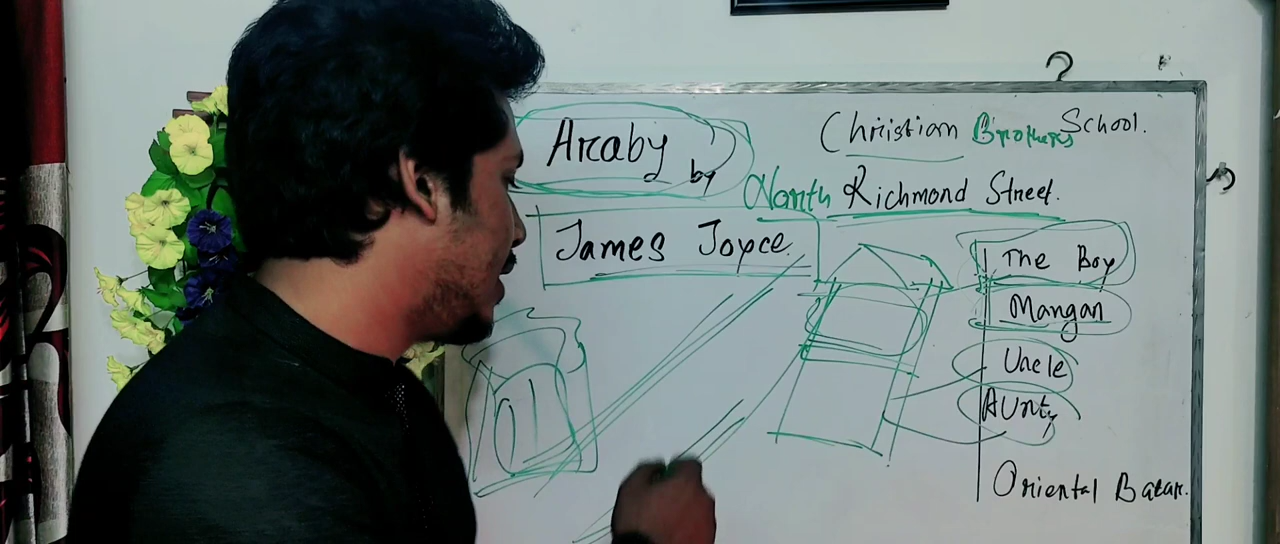 Araby by
James Joyce.
Christian Brothers School.
North Richmond Street.
The Boy
Mangan
Uncle
Aunty
Oriental Bazar.